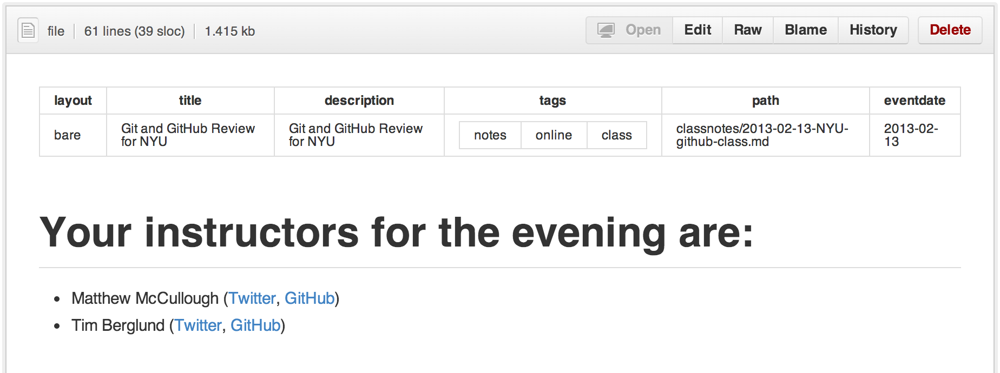 file 61 lines (39 sloc) 1.415 kb Open Edit Raw Blame History Delete
layout title description tags path eventdate
bare Git and GitHub Review for NYU Git and GitHub Review for NYU notes online class classnotes/2013-02-13-NYU-github-class.md 2013-02-13
Your instructors for the evening are:
• Matthew McCullough (Twitter, GitHub)
• Tim Berglund (Twitter, GitHub)